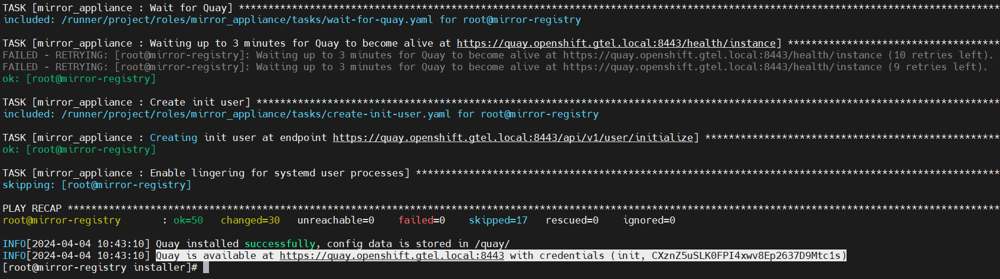 TASK [mirror_appliance : Wait for Quay] *********************************************************************************************************************************
included: /runner/project/roles/mirror_appliance/tasks/wait-for-quay.yaml for root@mirror-registry
TASK [mirror_appliance : Waiting up to 3 minutes for Quay to become alive at https://quay.openshift.gtel.local:8443/health/instance] ************************************
FAILED - RETRYING: [root@mirror-registry]: Waiting up to 3 minutes for Quay to become alive at https://quay.openshift.gtel.local:8443/health/instance (10 retries left).
FAILED - RETRYING: [root@mirror-registry]: Waiting up to 3 minutes for Quay to become alive at https://quay.openshift.gtel.local:8443/health/instance (9 retries left).
ok: [root@mirror-registry]
TASK [mirror_appliance : Create init user] ******************************************************************************************************************************
included: /runner/project/roles/mirror_appliance/tasks/create-init-user.yaml for root@mirror-registry
TASK [mirror_appliance : Creating init user at endpoint https://quay.openshift.gtel.local:8443/api/v1/user/initialize] **************************************************
ok: [root@mirror-registry]
TASK [mirror_appliance : Enable lingering for systemd user processes] ***************************************************************************************************
skipping: [root@mirror-registry]
PLAY RECAP **************************************************************************************************************************************************************
root@mirror-registry       : ok=50   changed=30   unreachable=0    failed=0    skipped=17   rescued=0    ignored=0
INFO[2024-04-04 10:43:10] Quay installed successfully, config data is stored in /quay/
INFO[2024-04-04 10:43:10] Quay is available at https://quay.openshift.gtel.local:8443 with credentials (init, CXznZ5uSLK0FPI4xwv8Ep2637D9Mtc1s)
[root@mirror-registry installer]#